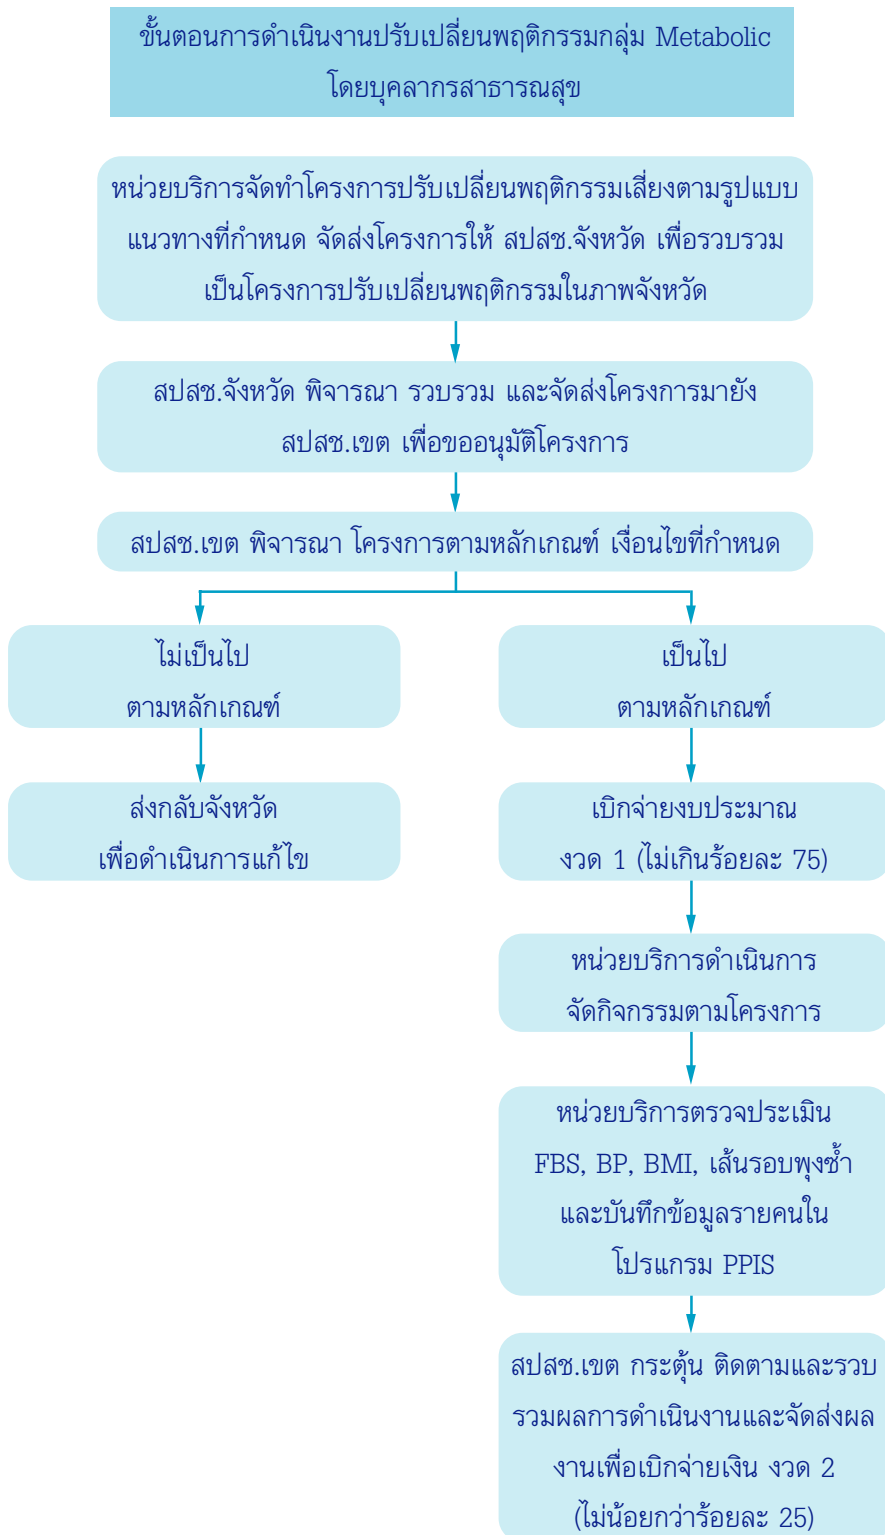 ขั้นตอนการดำเนินงานปรับเปลี่ยนพฤติกรรมกลุ่ม Metabolic
โดยบุคลากรสาธารณสุข
หน่วยบริการจัดทำโครงการปรับเปลี่ยนพฤติกรรมเสี่ยงตามรูปแบบ
แนวทางที่กำหนด จัดส่งโครงการให้ สปสช.จังหวัด เพื่อรวบรวม
เป็นโครงการปรับเปลี่ยนพฤติกรรมในภาพจังหวัด
สปสช.จังหวัด พิจารณา รวบรวม และจัดส่งโครงการมายัง
สปสช.เขต เพื่อขออนุมัติโครงการ
สปสช.เขต พิจารณา โครงการตามหลักเกณฑ์ เงื่อนไขที่กำหนด
ไม่เป็นไป
ตามหลักเกณฑ์
ส่งกลับจังหวัด
เพื่อดำเนินการแก้ไข
เป็นไป
ตามหลักเกณฑ์
เบิกจ่ายงบประมาณ
งวด 1 (ไม่เกินร้อยละ 75)
หน่วยบริการดำเนินการ
จัดกิจกรรมตามโครงการ
หน่วยบริการตรวจประเมิน
FBS, BP, BMI, เส้นรอบพุงซ้ำ
และบันทึกข้อมูลรายคนใน
โปรแกรม PPIS
สปสช.เขต กระตุ้น ติดตามและรวบ
รวมผลการดำเนินงานและจัดส่งผล
งานเพื่อเบิกจ่ายเงิน งวด 2
(ไม่น้อยกว่าร้อยละ 25)